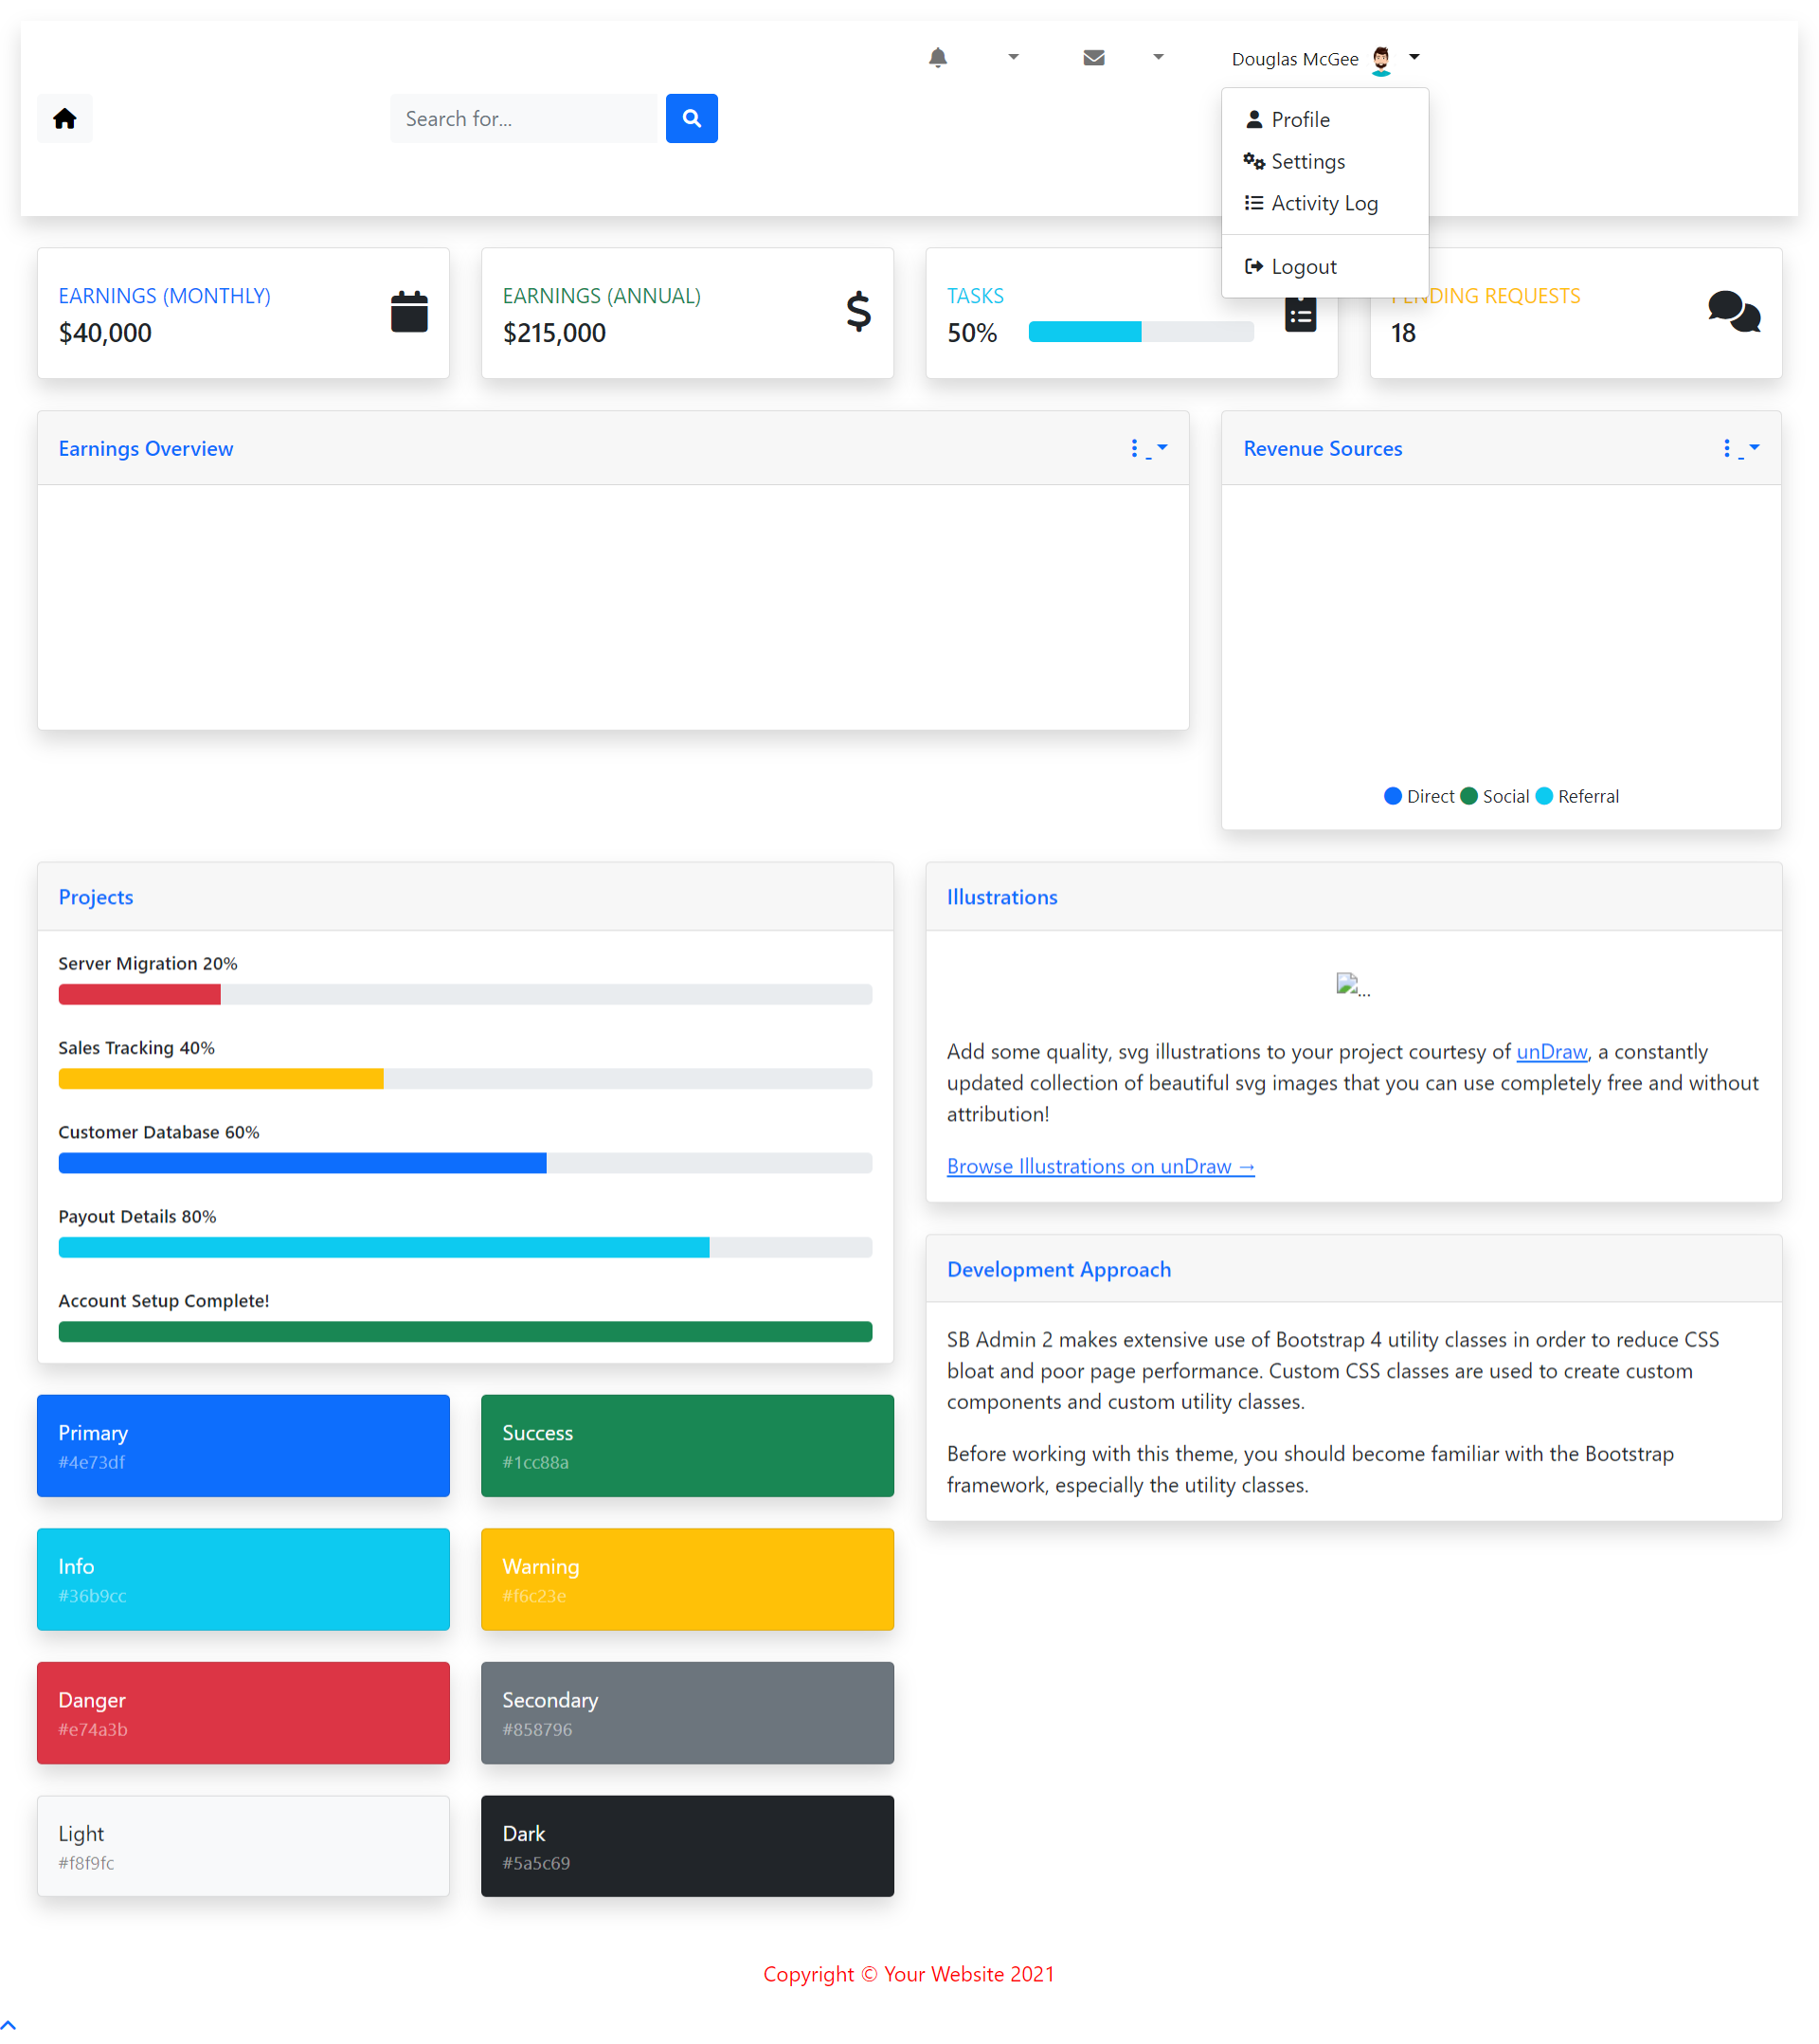 Douglas McGee
Search for...
Profile
Settings
Activity Log
Logout
EARNINGS (MONTHLY)
$40,000
EARNINGS (ANNUAL)
$215,000
TASKS
50%
PENDING REQUESTS
18
Earnings Overview
Revenue Sources
Direct Social Referral
Projects
Server Migration 20%
Sales Tracking 40%
Customer Database 60%
Payout Details 80%
Account Setup Complete!
Illustrations
...
Add some quality, svg illustrations to your project courtesy of unDraw, a constantly
updated collection of beautiful svg images that you can use completely free and without
attribution!
Browse Illustrations on unDraw →
Development Approach
SB Admin 2 makes extensive use of Bootstrap 4 utility classes in order to reduce CSS
bloat and poor page performance. Custom CSS classes are used to create custom
components and custom utility classes.
Before working with this theme, you should become familiar with the Bootstrap
framework, especially the utility classes.
Primary
#4e73df
Success
#1cc88a
Info
#36b9cc
Warning
#f6c23e
Danger
#e74a3b
Secondary
#858796
Light
#f8f9fc
Dark
#5a5c69
Copyright © Your Website 2021